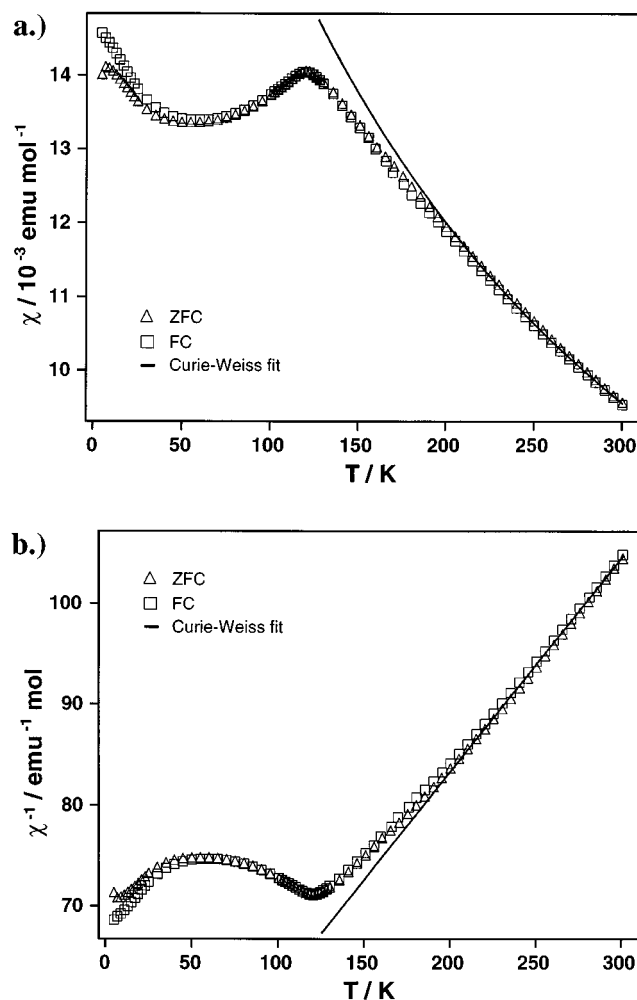 a.)
14
13
12
11
10
χ / 10⁻³ emu mol⁻¹
△ ZFC
□ FC
— Curie-Weiss fit
0 50 100 150 200 250 300
T / K
b.)
100
90
80
70
χ⁻¹ / emu⁻¹ mol
△ ZFC
□ FC
— Curie-Weiss fit
0 50 100 150 200 250 300
T / K